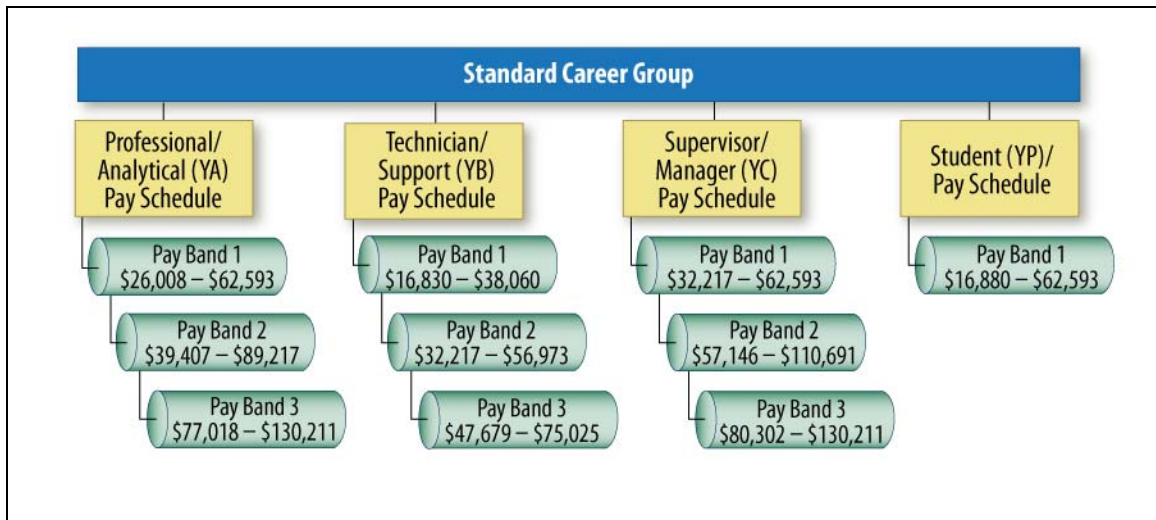 Standard Career Group
Professional/
Analytical (YA)
Pay Schedule
Pay Band 1
$26,008 – $62,593
Pay Band 2
$39,407 – $89,217
Pay Band 3
$77,018 – $130,211
Technician/
Support (YB)
Pay Schedule
Pay Band 1
$16,830 – $38,060
Pay Band 2
$32,217 – $56,973
Pay Band 3
$47,679 – $75,025
Supervisor/
Manager (YC)
Pay Schedule
Pay Band 1
$32,217 – $62,593
Pay Band 2
$57,146 – $110,691
Pay Band 3
$80,302 – $130,211
Student (YP)/
Pay Schedule
Pay Band 1
$16,880 – $62,593